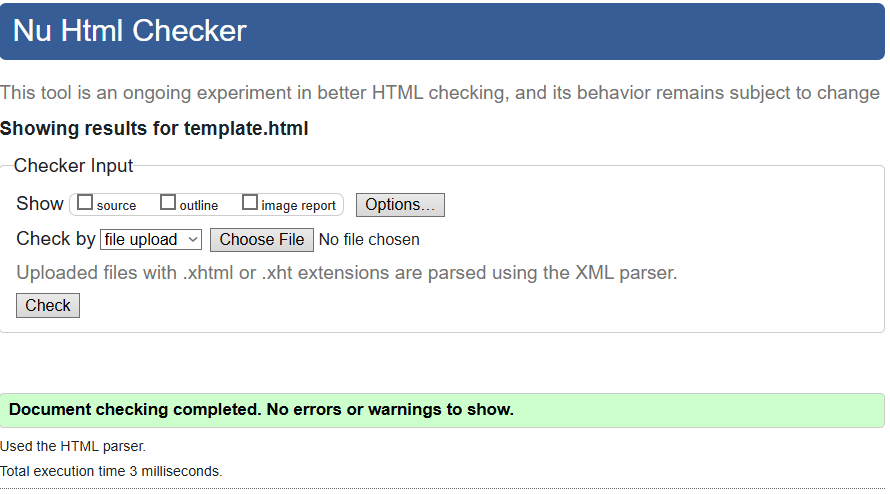 Nu Html Checker
This tool is an ongoing experiment in better HTML checking, and its behavior remains subject to change
Showing results for template.html
Checker Input
Show source outline image report Options...
Check by file upload Choose File No file chosen
Uploaded files with .xhtml or .xht extensions are parsed using the XML parser.
Check
Document checking completed. No errors or warnings to show.
Used the HTML parser.
Total execution time 3 milliseconds.